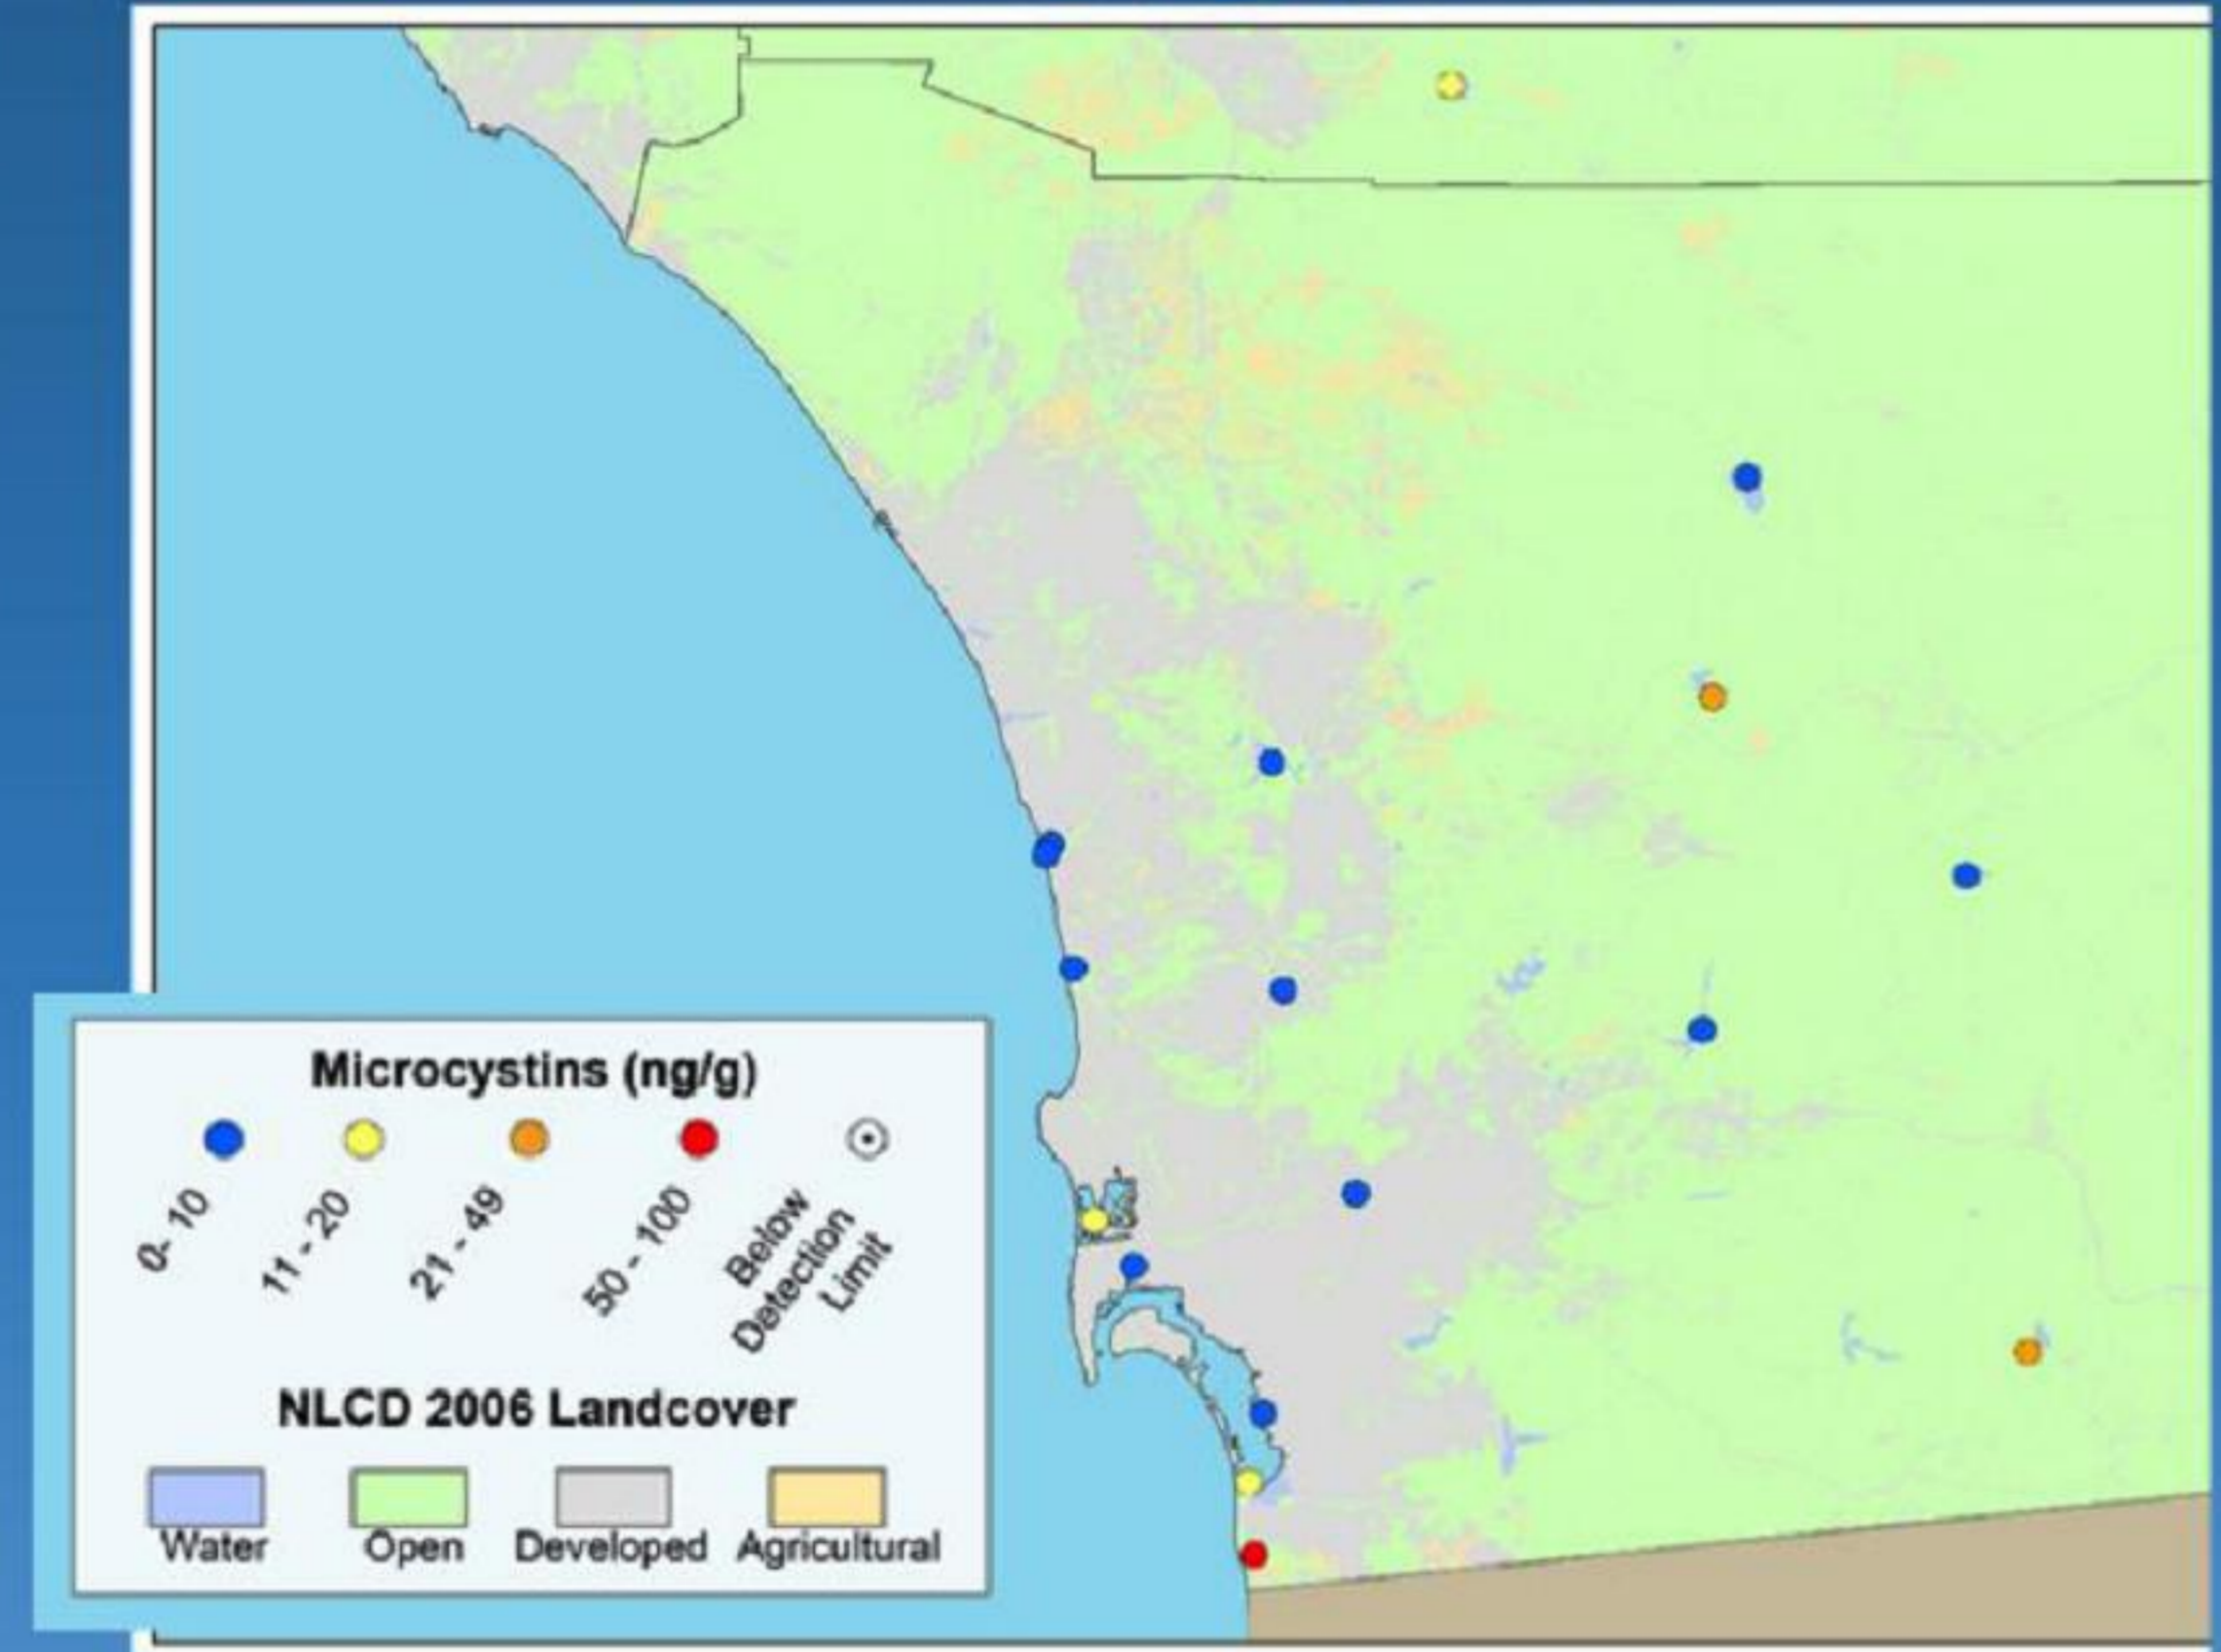 Microcystins (ng/g)
0- 10
11 - 20
21 - 49
50 - 100
Below
Detection
Limit
NLCD 2006 Landcover
Water
Open
Developed
Agricultural